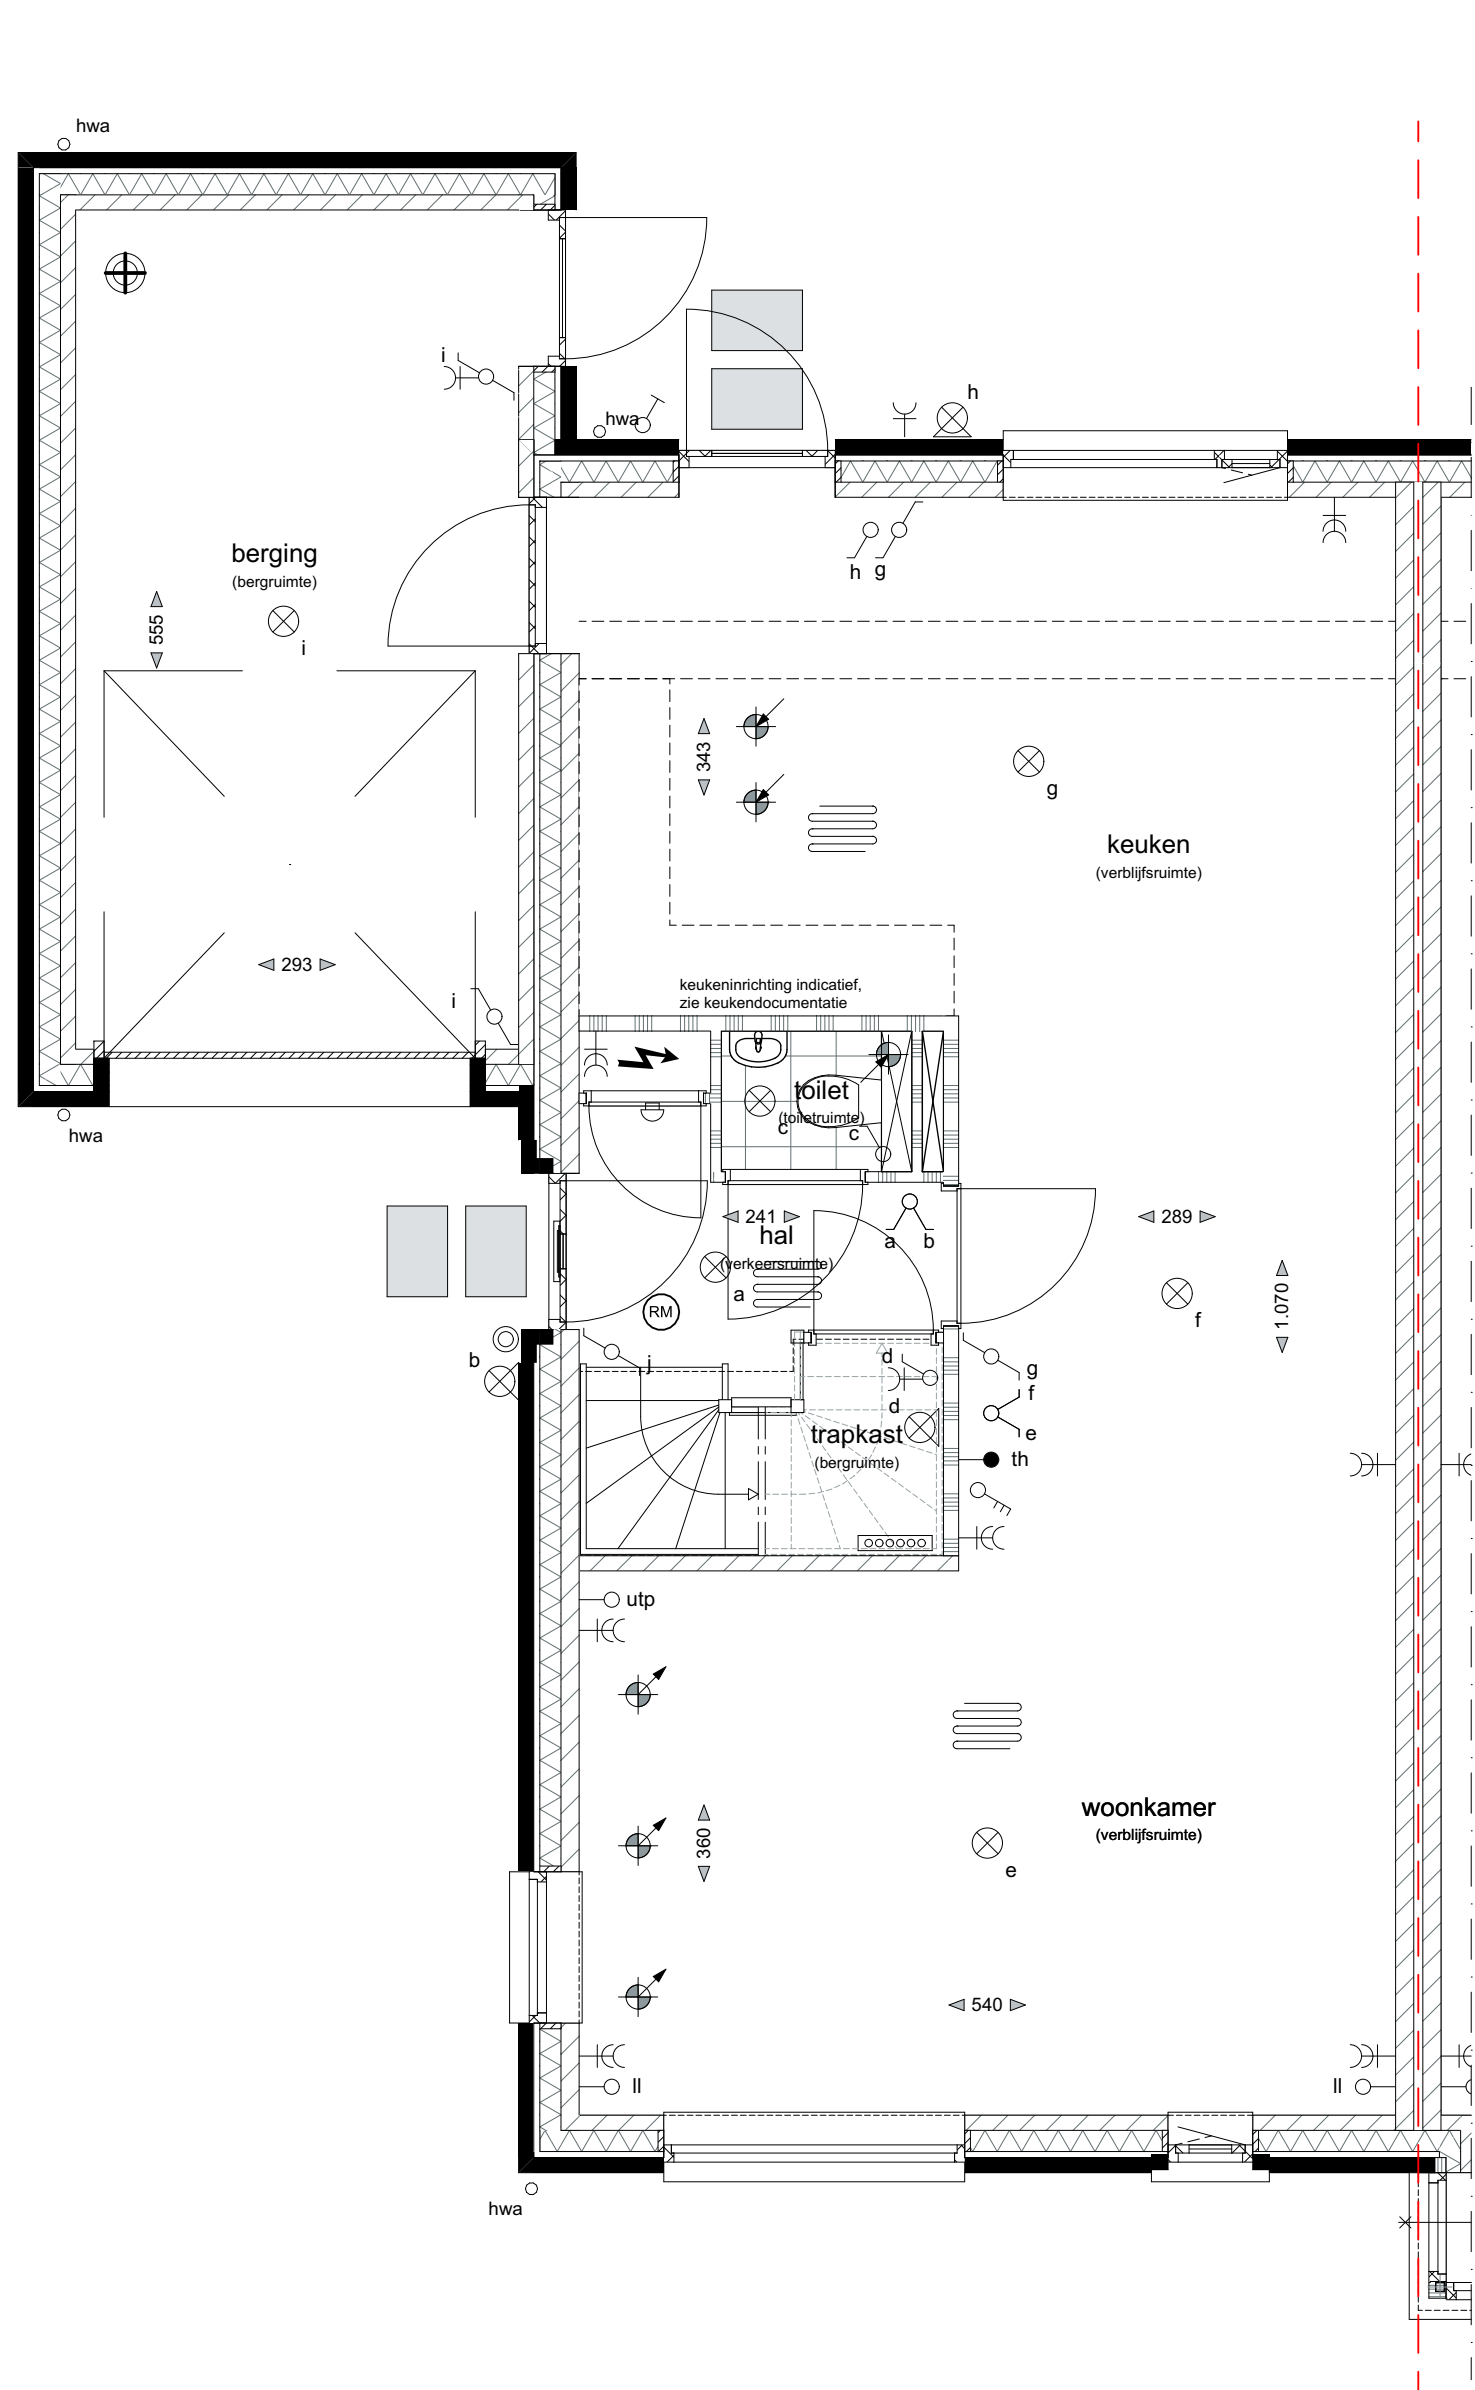 hwa
i
hwa
h
berging
(bergruimte)
h
g
555
i
343
g
keuken
(verblijfsruimte)
293
keukeninrichting indicatief,
zie keukendocumentatie
i
toilet
(toiletruimte)
c
c
hwa
241
289
hal
(verkeersruimte)
a
b
a
RM
f
1.070
b
j
d
g
d
f
e
trapkast
(bergruimte)
th
utp
woonkamer
(verblijfsruimte)
360
e
540
ll
ll
hwa